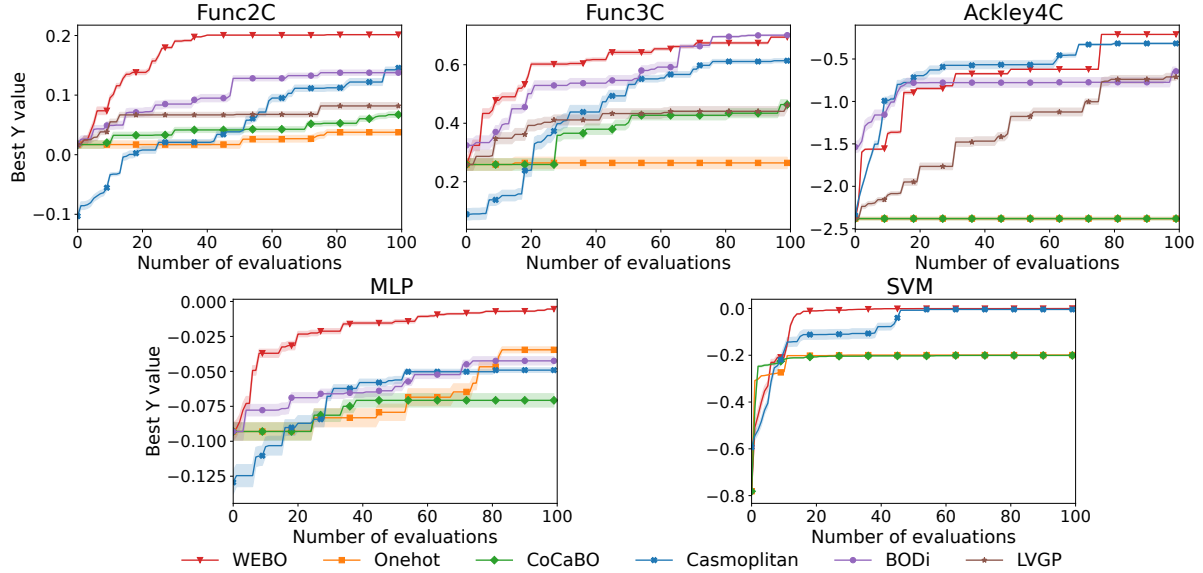 Func2C Func3C Ackley4C
Best Y value
0.2
0.1
0.0
−0.1
0.6
0.4
0.2
−0.5
−1.0
−1.5
−2.0
−2.5
0 20 40 60 80 100
0 20 40 60 80 100
0 20 40 60 80 100
Number of evaluations Number of evaluations Number of evaluations
MLP SVM
Best Y value
0.000
−0.025
−0.050
−0.075
−0.100
−0.125
0.0
−0.2
−0.4
−0.6
−0.8
0 20 40 60 80 100
0 20 40 60 80 100
Number of evaluations Number of evaluations
WEBO Onehot CoCaBO Casmoplitan BODi LVGP